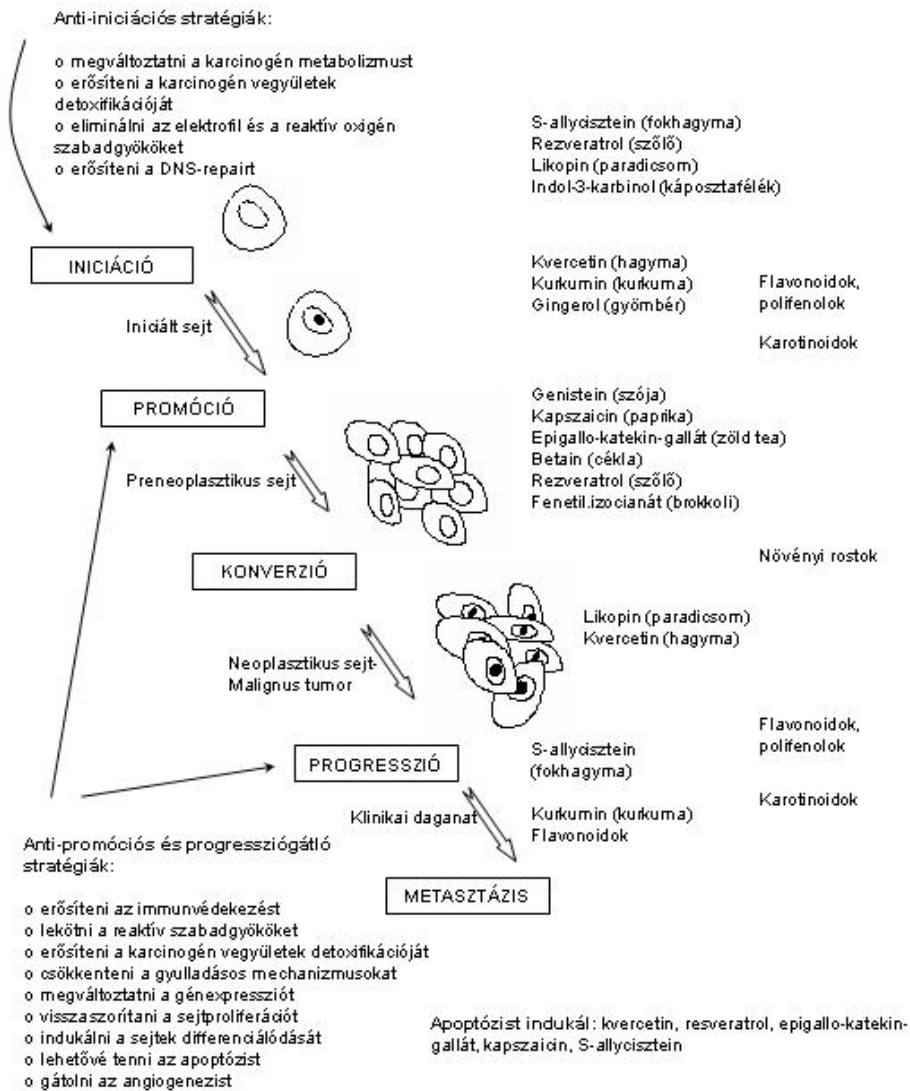 Anti-iniciációs stratégiák:
o megváltoztatni a karcinogén metabolizmust
o erősíteni a karcinogén vegyületek
detoxifikációját
o eliminálni az elektrofil és a reaktív oxigén
szabadgyököket
o erősíteni a DNS-repairt
S-allycisztein (fokhagyma)
Rezveratrol (szőlő)
Likopin (paradicsom)
Indol-3-karbinol (káposztafélék)
INICIÁCIÓ
Kvercetin (hagyma)
Kurkumin (kurkuma)
Gingerol (gyömbér)
Flavonoidok,
polifenolok
Karotinoidok
Iniciált sejt
PROMÓCIÓ
Genistein (szója)
Kapszaicin (paprika)
Epigallo-katekin-gallát (zöld tea)
Betain (cékla)
Rezveratrol (szőlő)
Fenetil.izocianát (brokkoli)
Preneoplasztikus sejt
Növényi rostok
KONVERZIÓ
Likopin (paradicsom)
Kvercetin (hagyma)
Neoplasztikus sejt-
Malignus tumor
Flavonoidok,
polifenolok
Karotinoidok
PROGRESSZIÓ
S-allycisztein
(fokhagyma)
Kurkumin (kurkuma)
Flavonoidok
Klinikai daganat
METASZTÁZIS
Anti-promóciós és progressziógátló
stratégiák:
o erősíteni az immunvédekezést
o lekötni a reaktív szabadgyököket
o erősíteni a karcinogén vegyületek detoxifikációját
o csökkenteni a gyulladásos mechanizmusokat
o megváltoztatni a génexpressziót
o visszaszorítani a sejtproliferációt
o indukálni a sejtek differenciálódását
o lehetővé tenni az apoptózist
o gátolni az angiogenezist
Apoptózist indukál: kvercetin, resveratrol, epigallo-katekin-
gallát, kapszaicin, S-allycisztein